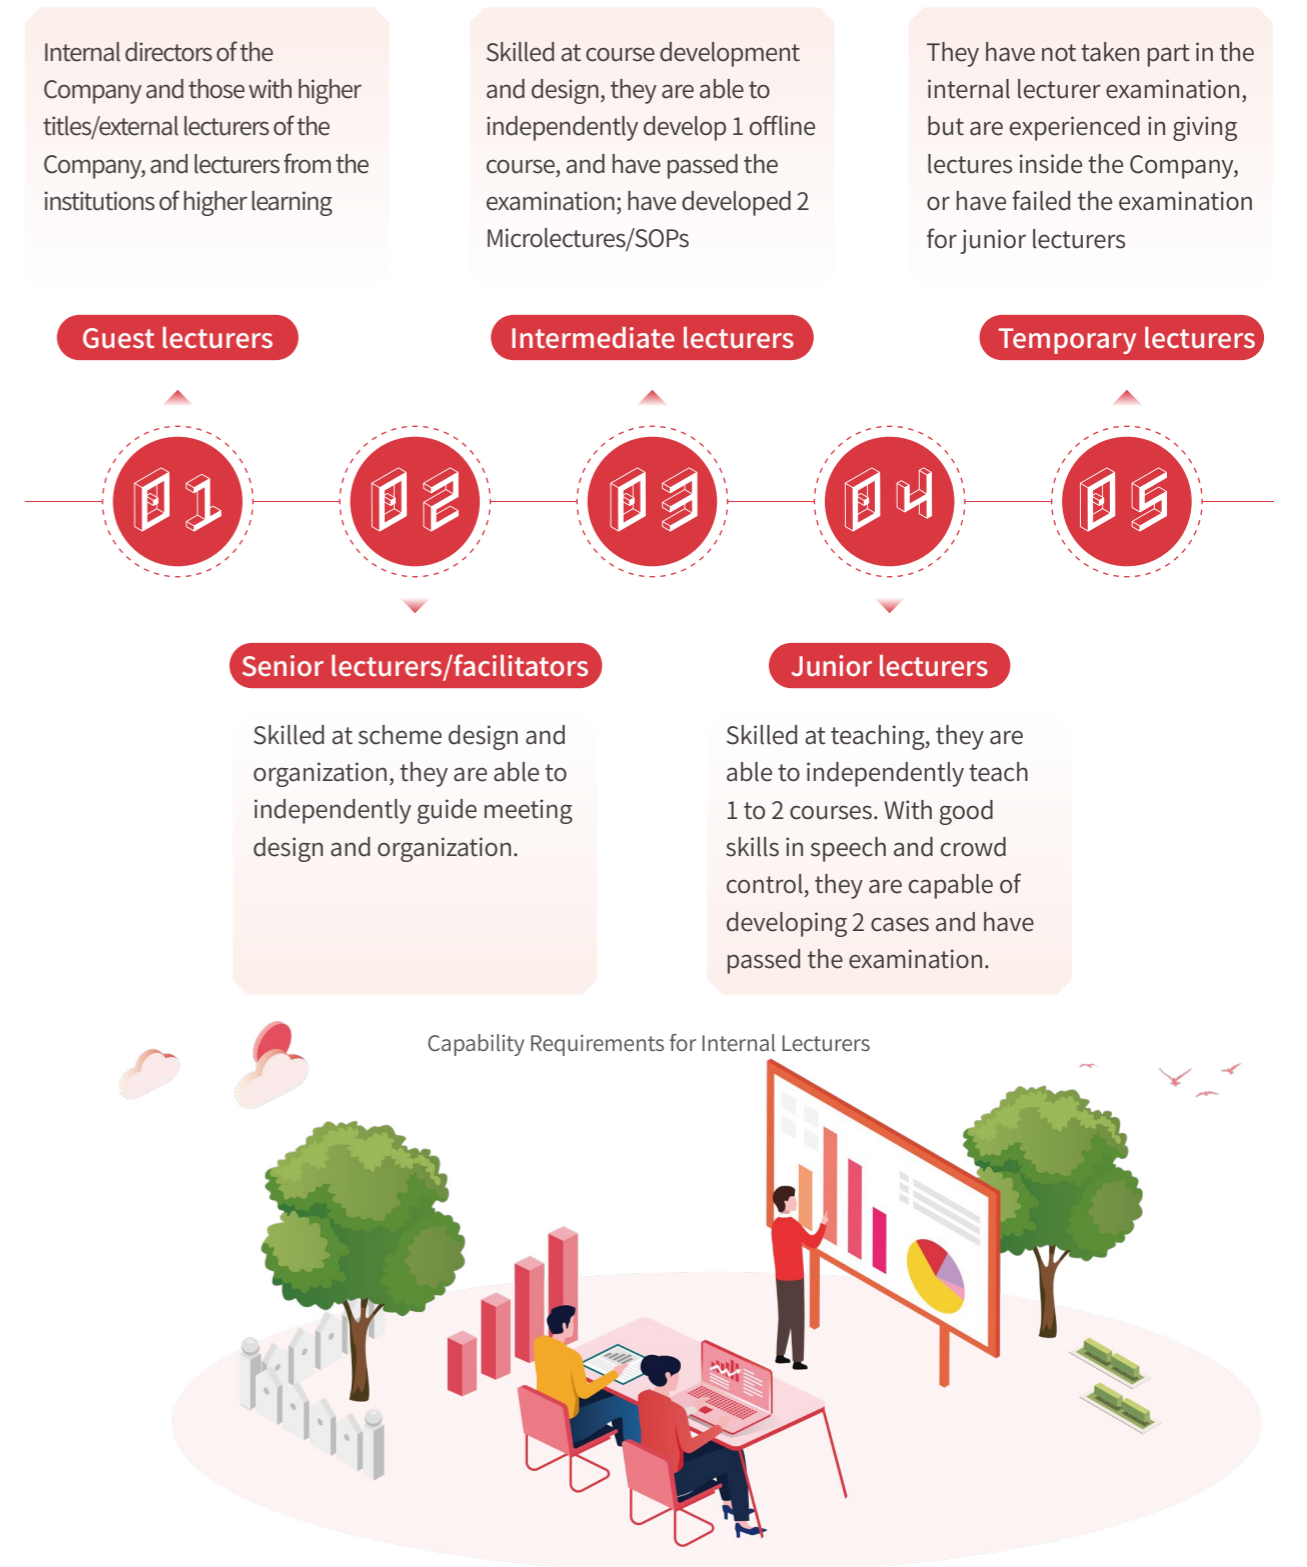 Internal directors of the
Company and those with higher
titles/external lecturers of the
Company, and lecturers from the
institutions of higher learning
Skilled at course development
and design, they are able to
independently develop 1 offline
course, and have passed the
examination; have developed 2
Microlectures/SOPs
They have not taken part in the
internal lecturer examination,
but are experienced in giving
lectures inside the Company,
or have failed the examination
for junior lecturers
Guest lecturers
Intermediate lecturers
Temporary lecturers
01
02
03
04
05
Senior lecturers/facilitators
Junior lecturers
Skilled at scheme design and
organization, they are able to
independently guide meeting
design and organization.
Skilled at teaching, they are
able to independently teach
1 to 2 courses. With good
skills in speech and crowd
control, they are capable of
developing 2 cases and have
passed the examination.
Capability Requirements for Internal Lecturers